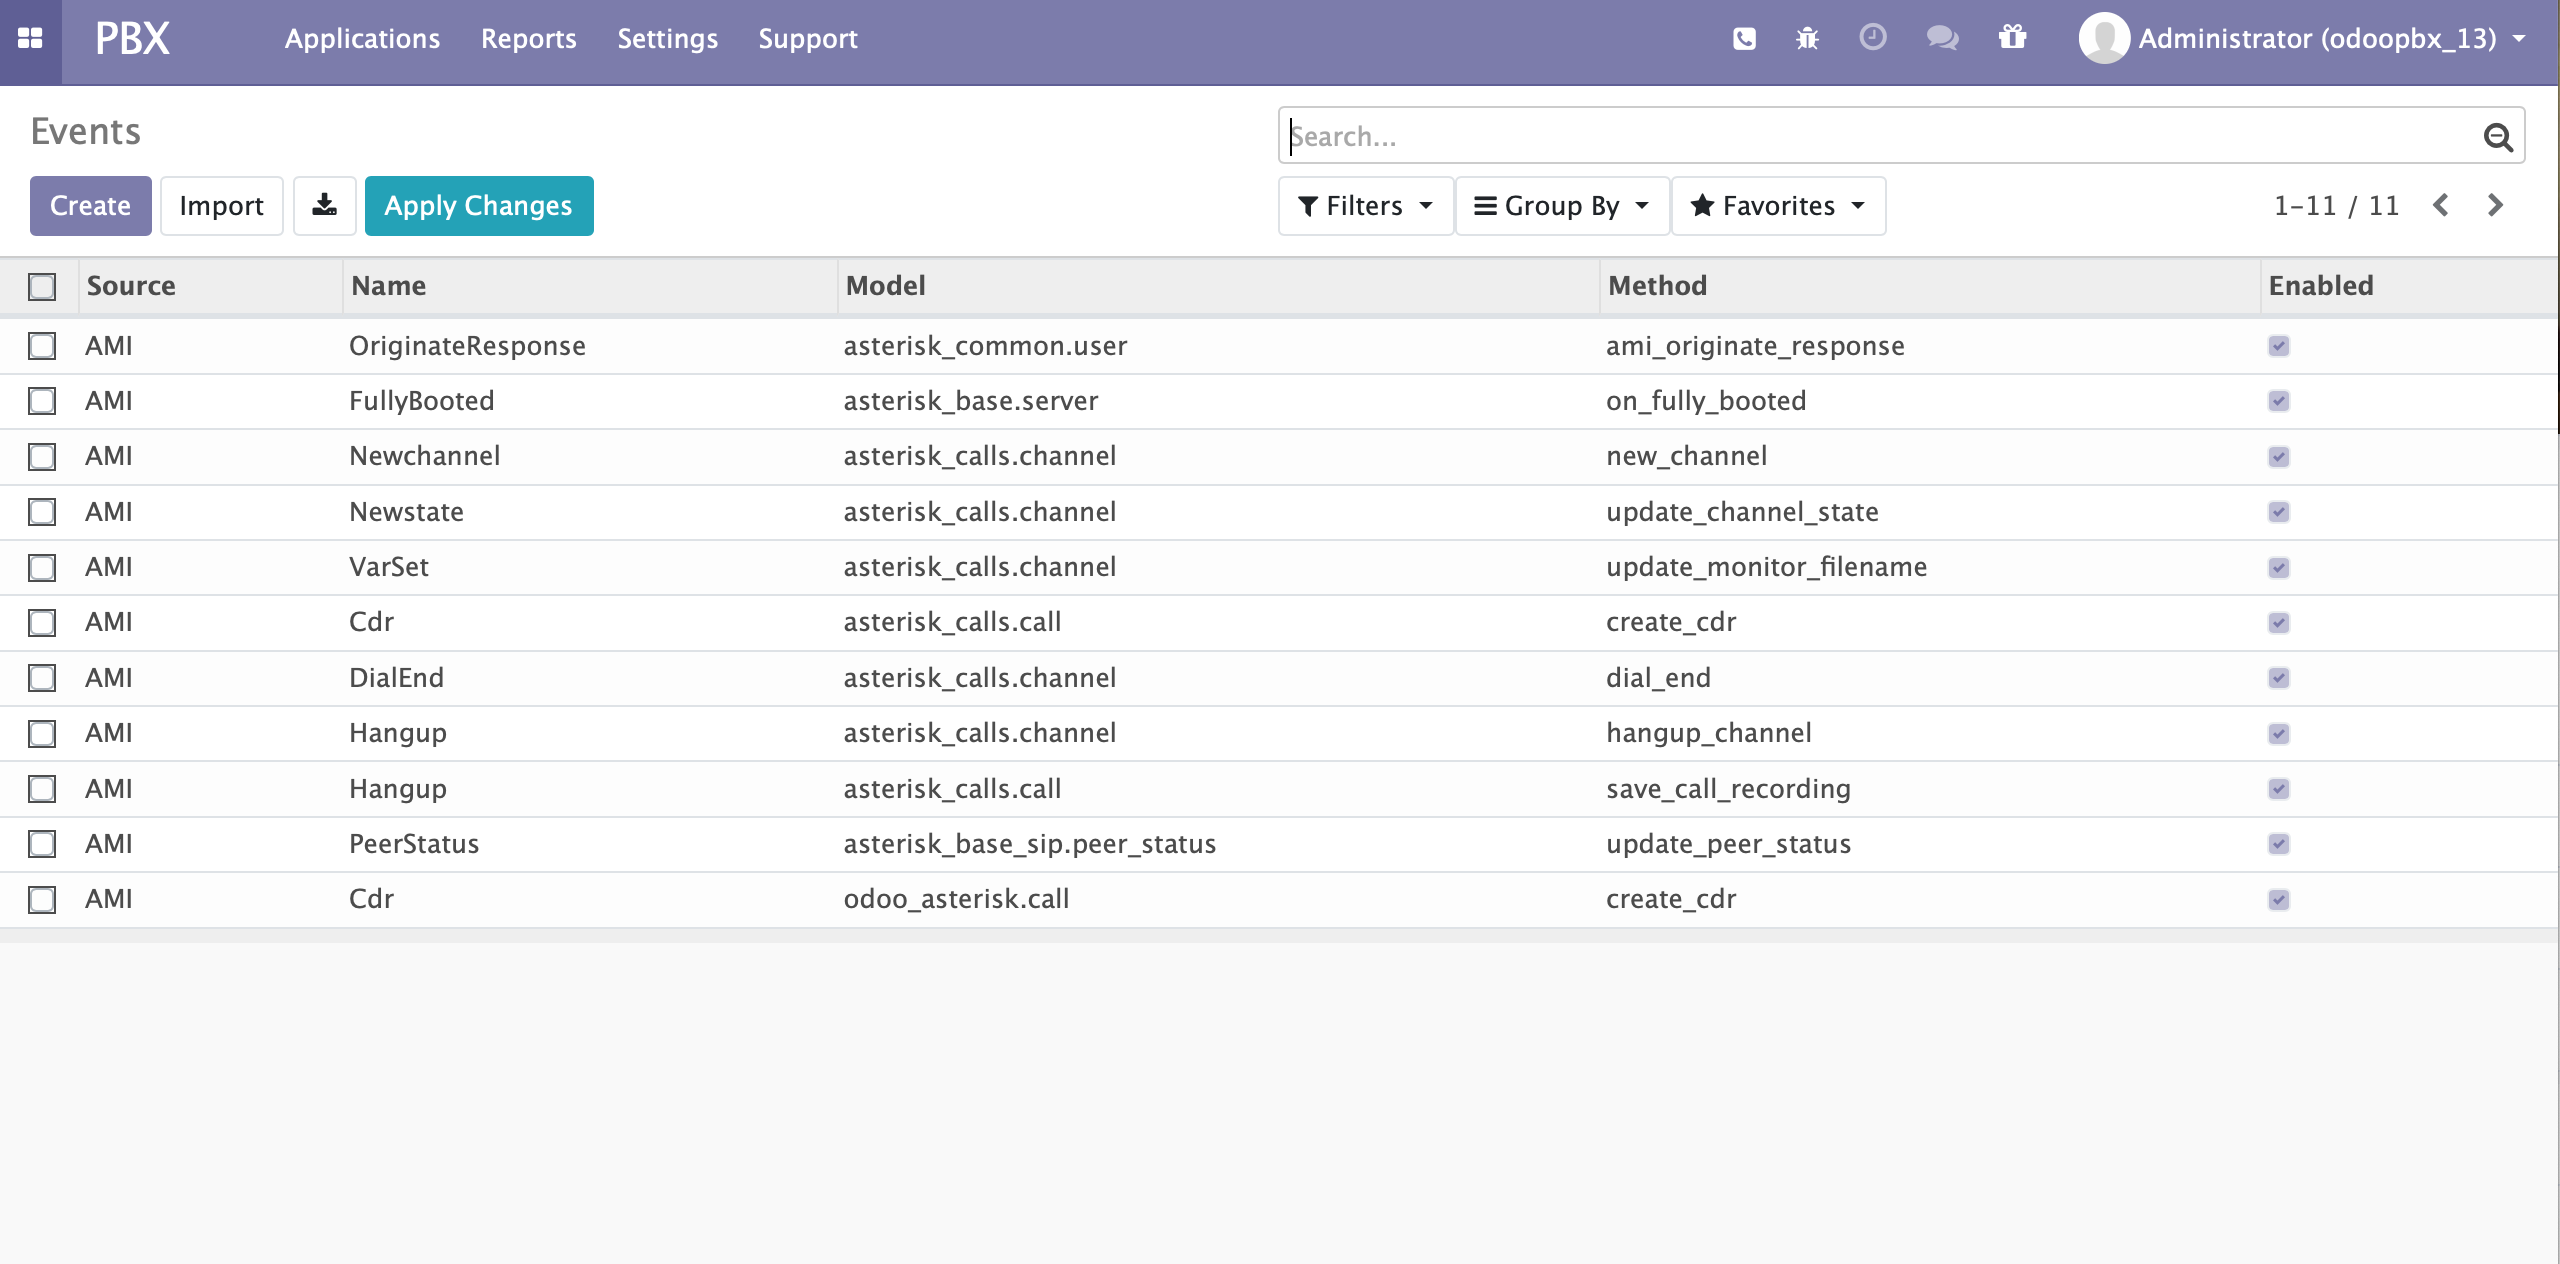 PBX Applications Reports Settings Support Administrator (odoopbx_13)
Events
Search...
Create Import Apply Changes Filters Group By Favorites 1-11 / 11
Source Name Model Method Enabled
AMI OriginateResponse asterisk_common.user ami_originate_response
AMI FullyBooted asterisk_base.server on_fully_booted
AMI Newchannel asterisk_calls.channel new_channel
AMI Newstate asterisk_calls.channel update_channel_state
AMI VarSet asterisk_calls.channel update_monitor_filename
AMI Cdr asterisk_calls.call create_cdr
AMI DialEnd asterisk_calls.channel dial_end
AMI Hangup asterisk_calls.channel hangup_channel
AMI Hangup asterisk_calls.call save_call_recording
AMI PeerStatus asterisk_base_sip.peer_status update_peer_status
AMI Cdr odoo_asterisk.call create_cdr